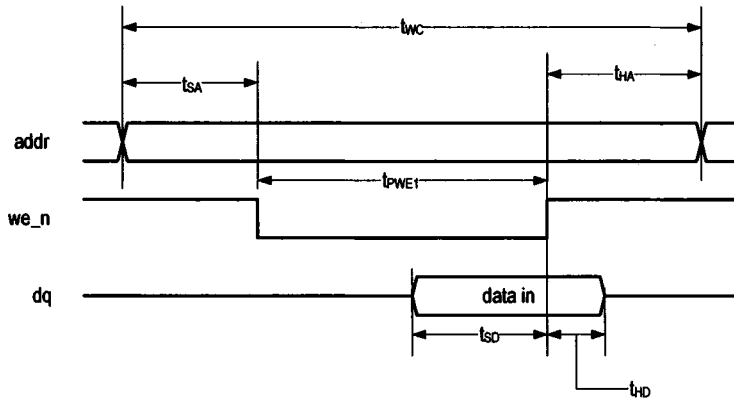 tWC
tSA
tHA
addr
tPWE1
we_n
dq
data in
tSD
tHD